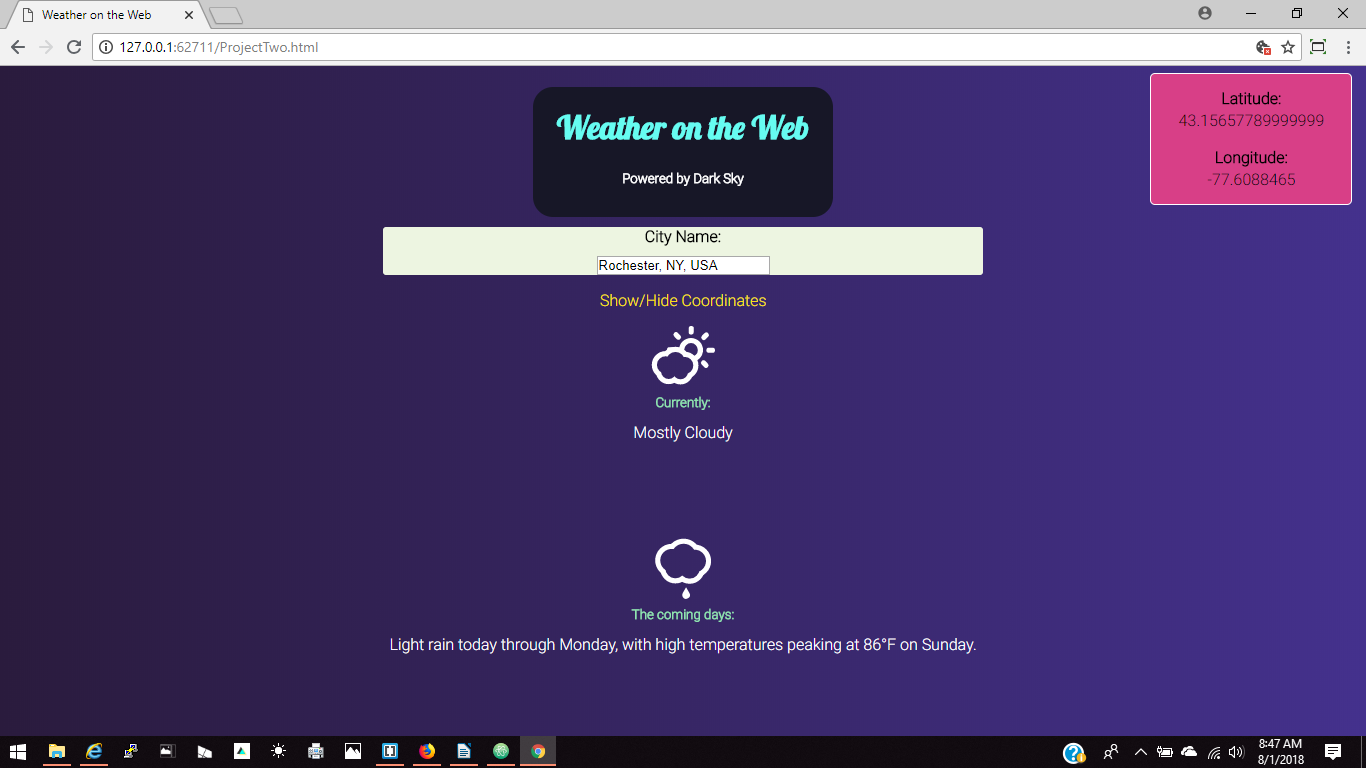 Weather on the Web
127.0.0.1:62711/ProjectTwo.html
Latitude:
43.15657789999999
Longitude:
-77.6088465
Weather on the Web
Powered by Dark Sky
City Name:
Rochester, NY, USA
Show/Hide Coordinates
Currently:
Mostly Cloudy
The coming days:
Light rain today through Monday, with high temperatures peaking at 86°F on Sunday.
8:47 AM
8/1/2018